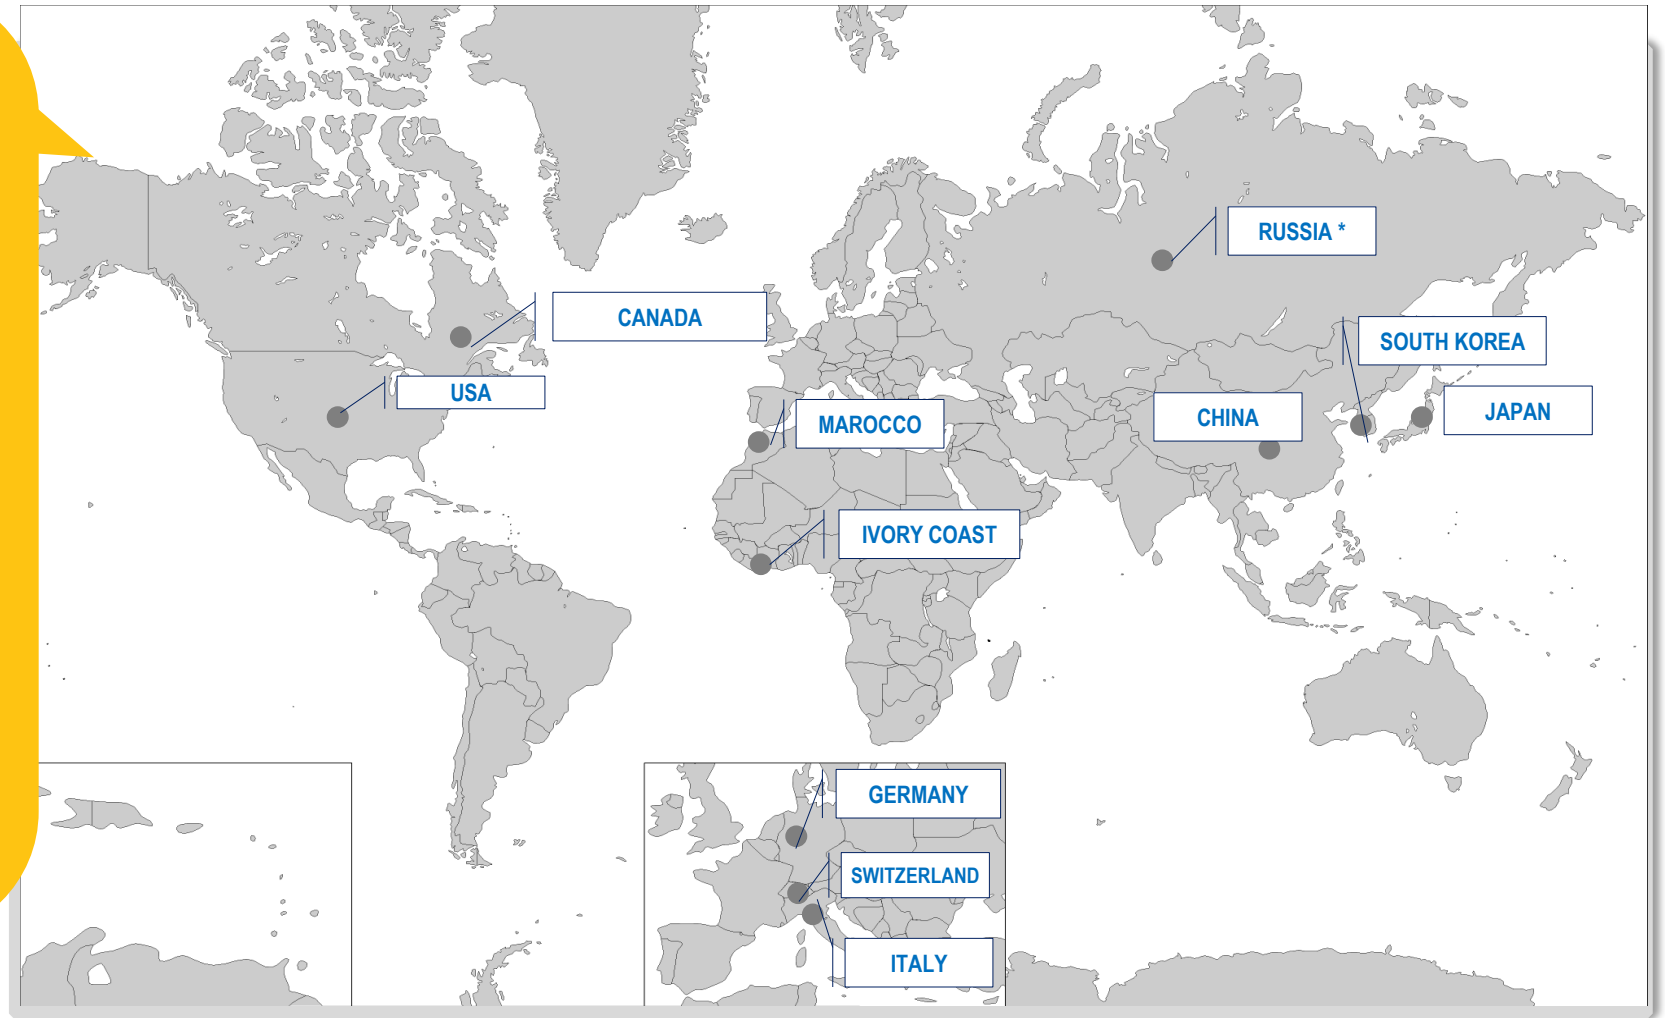 RUSSIA *
CANADA
SOUTH KOREA
USA
JAPAN
CHINA
MAROCCO
IVORY COAST
GERMANY
SWITZERLAND
ITALY